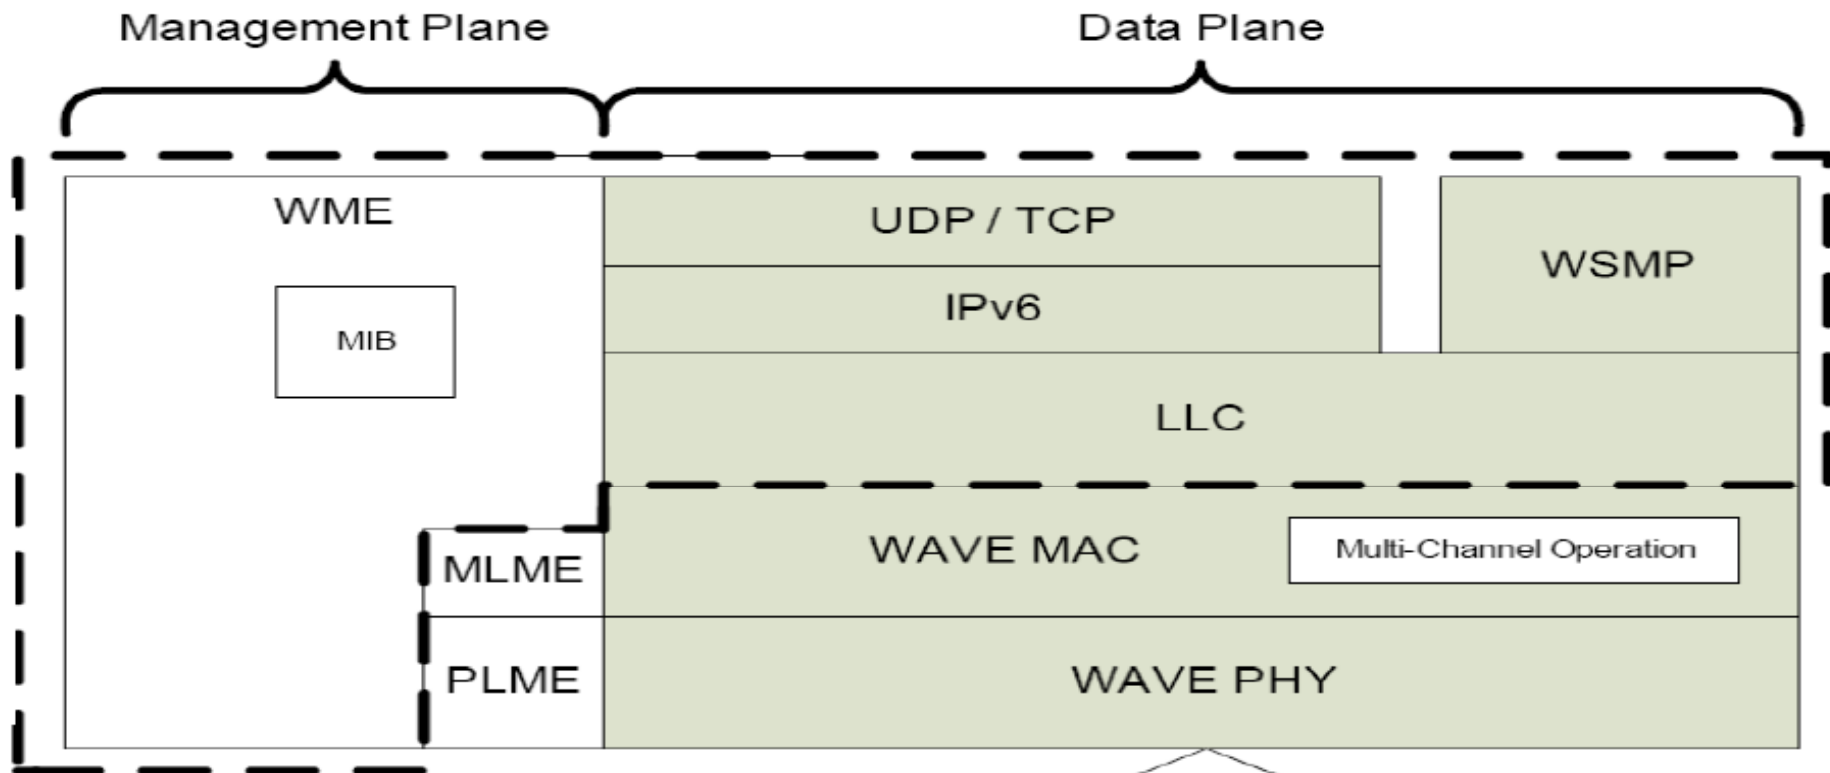 Management Plane
Data Plane
WME
UDP / TCP
WSMP
IPv6
MIB
LLC
WAVE MAC
Multi-Channel Operation
MLME
PLME
WAVE PHY